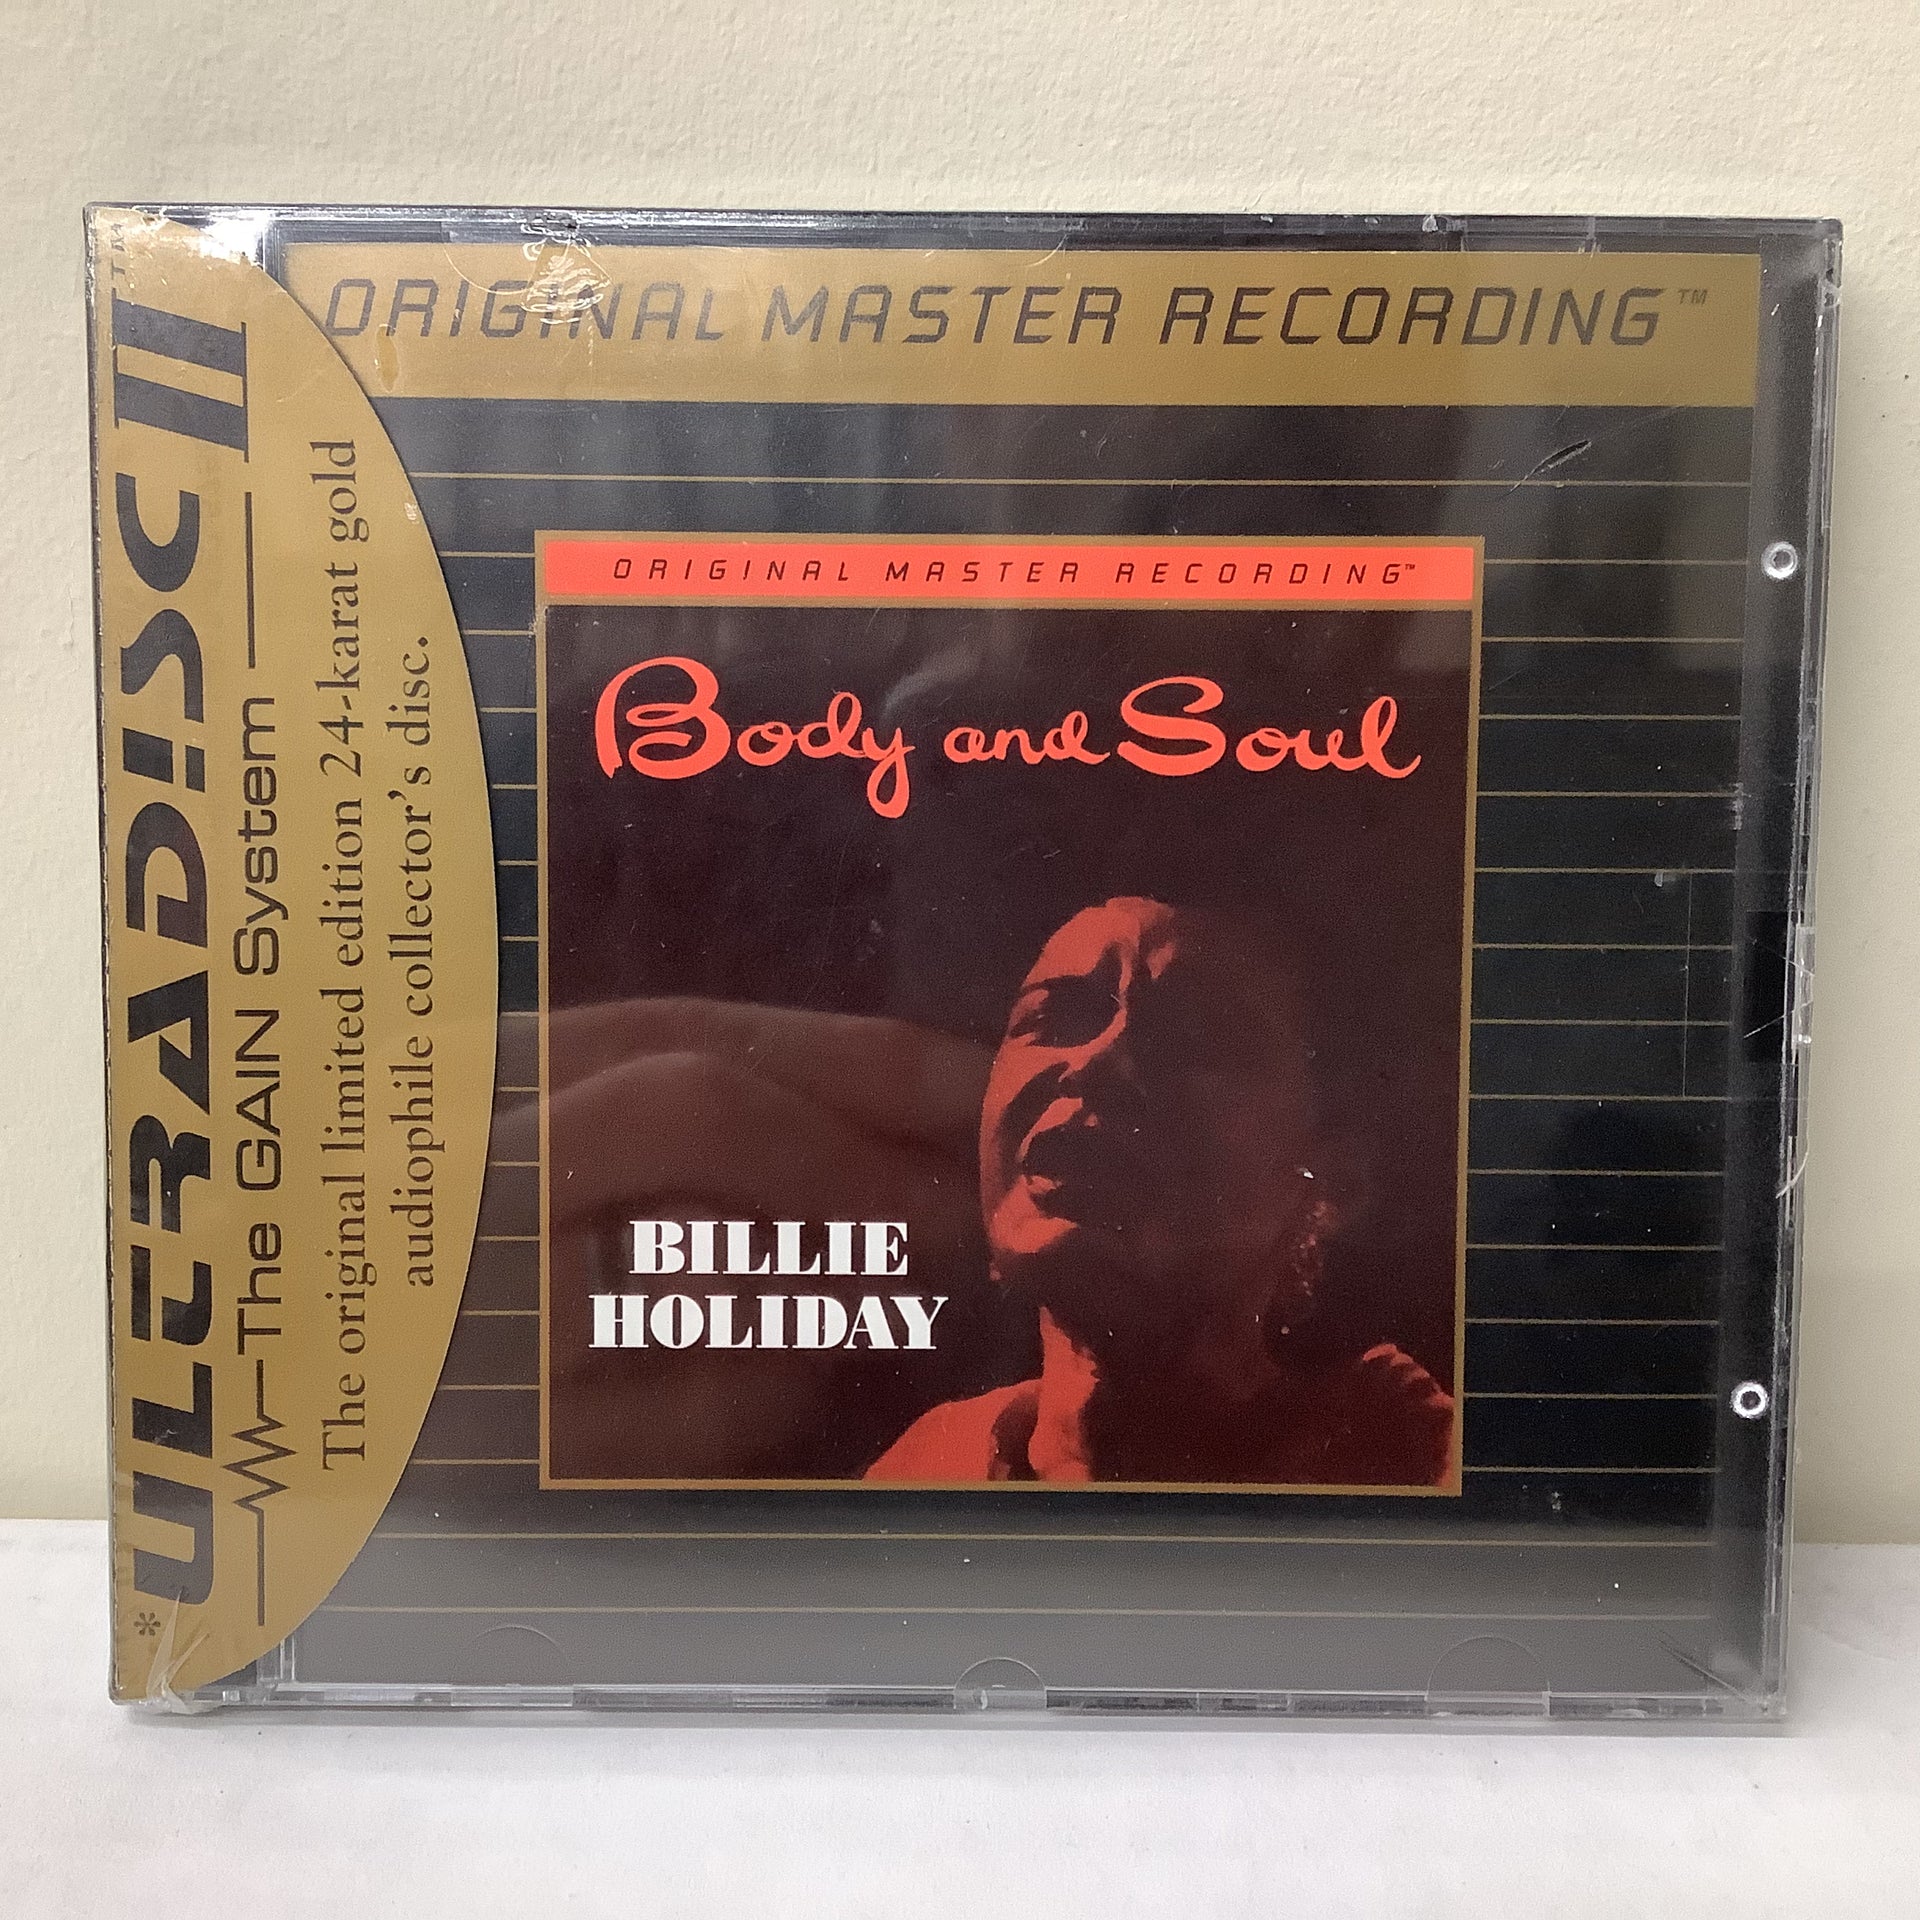 ORIGINAL MASTER RECORDING™
*ULTRADISC II
The GAIN System
The original limited edition 24-karat gold
audiophile collector's disc.
ORIGINAL MASTER RECORDING™
Body and Soul
BILLIE
HOLIDAY